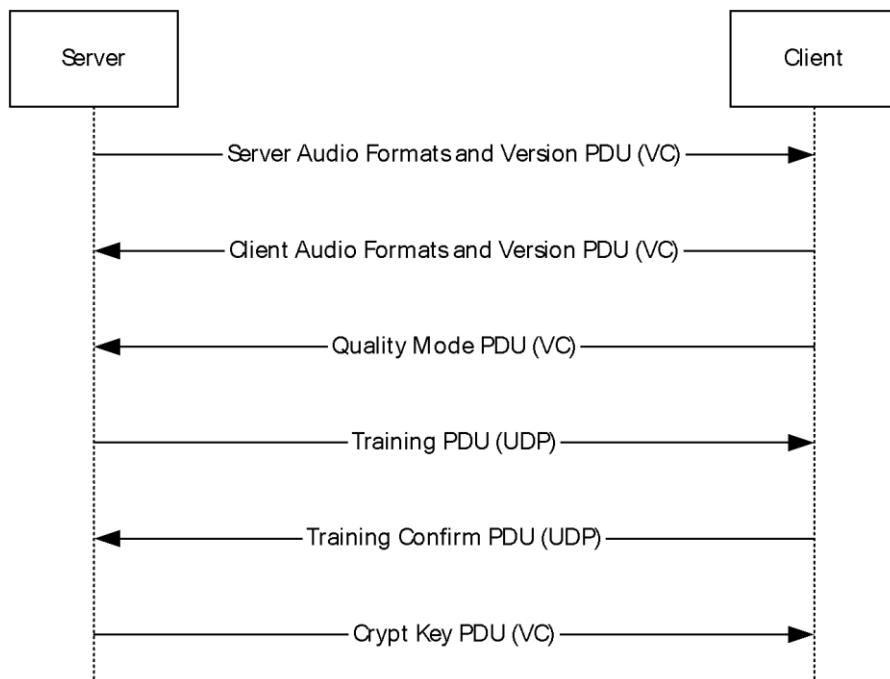 Server
Client
Server Audio Formats and Version PDU (VC)
Client Audio Formats and Version PDU (VC)
Quality Mode PDU (VC)
Training PDU (UDP)
Training Confirm PDU (UDP)
Crypt Key PDU (VC)